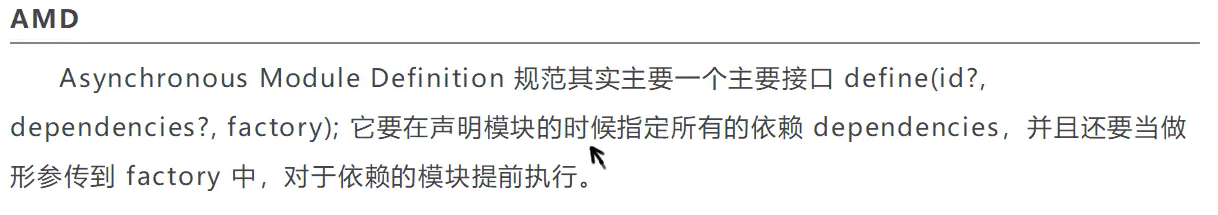 AMD
Asynchronous Module Definition 规范其实主要一个主要接口 define(id?,
dependencies?, factory); 它要在声明模块的时候指定所有的依赖 dependencies，并且还要当做
形参传到 factory 中，对于依赖的模块提前执行。